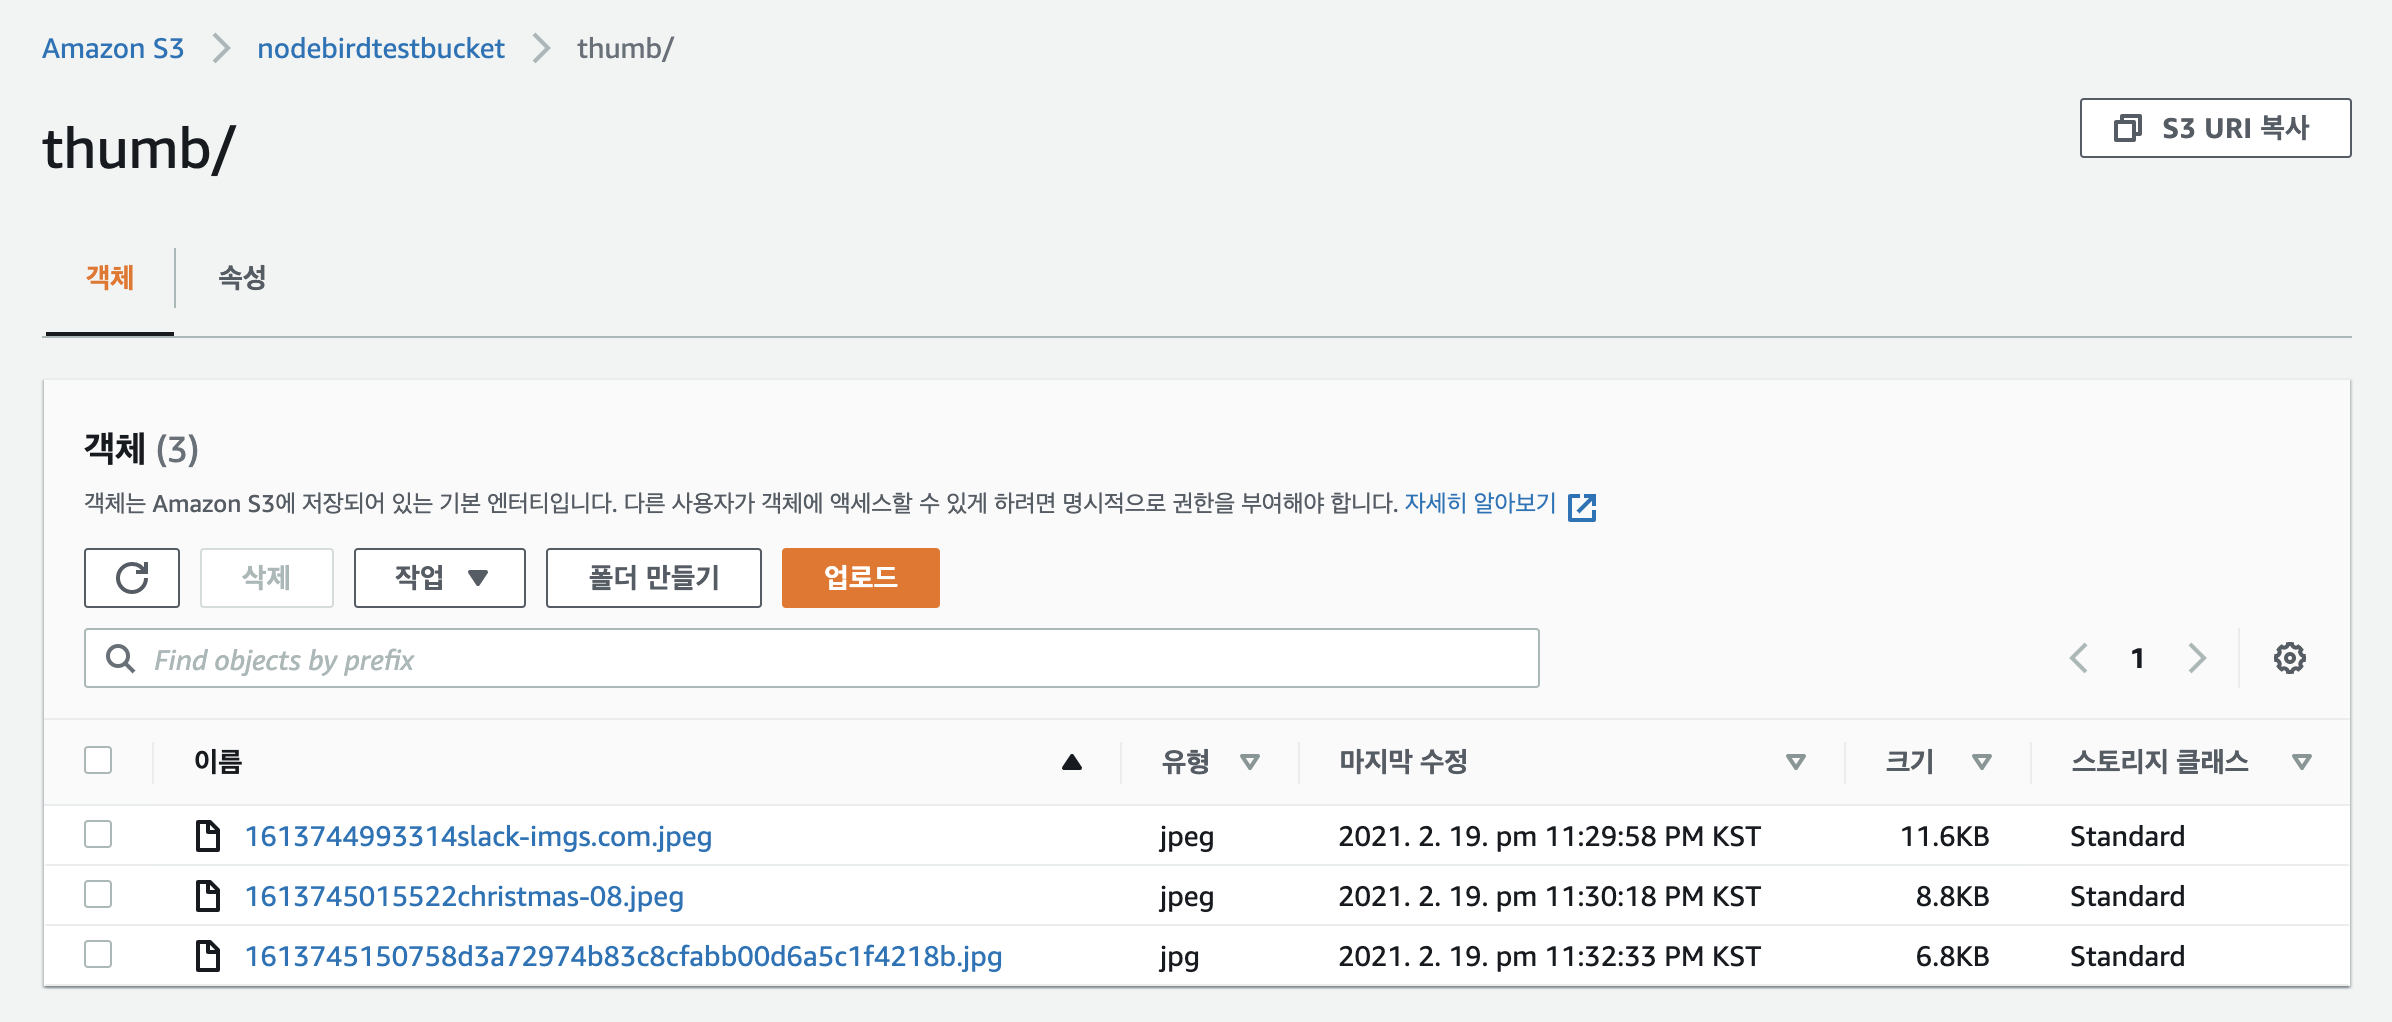 Amazon S3 nodebirdtestbucket thumb/
thumb/
S3 URI 복사
객체 속성
객체 (3)
객체는 Amazon S3에 저장되어 있는 기본 엔터티입니다. 다른 사용자가 객체에 액세스할 수 있게 하려면 명시적으로 권한을 부여해야 합니다. 자세히 알아보기
삭제 작업 폴더 만들기 업로드
Find objects by prefix 1
이름 유형 마지막 수정 크기 스토리지 클래스
1613744993314slack-imgs.com.jpeg jpeg 2021. 2. 19. pm 11:29:58 PM KST 11.6KB Standard
1613745015522christmas-08.jpeg jpeg 2021. 2. 19. pm 11:30:18 PM KST 8.8KB Standard
1613745150758d3a72974b83c8cfabb00d6a5c1f4218b.jpg jpg 2021. 2. 19. pm 11:32:33 PM KST 6.8KB Standard